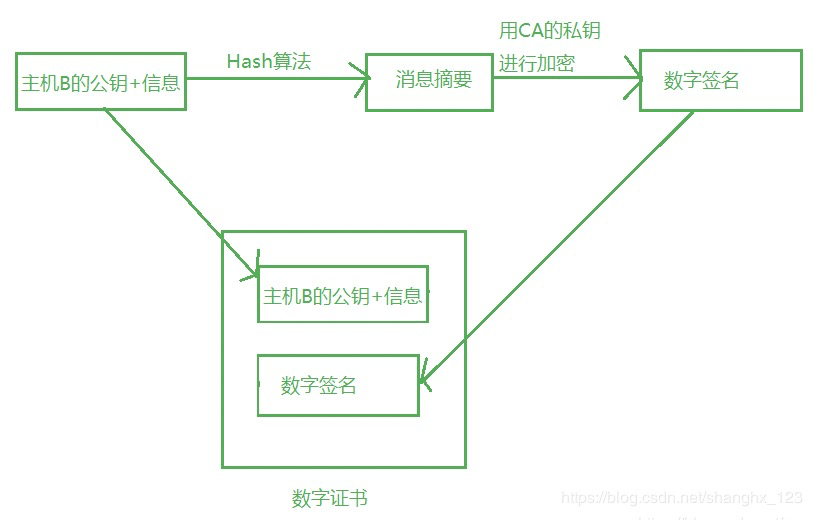 用CA的私钥
Hash算法
进行加密
主机B的公钥+信息
消息摘要
数字签名
主机B的公钥+信息
数字签名
数字证书
https://blog.csdn.net/shanghx_123